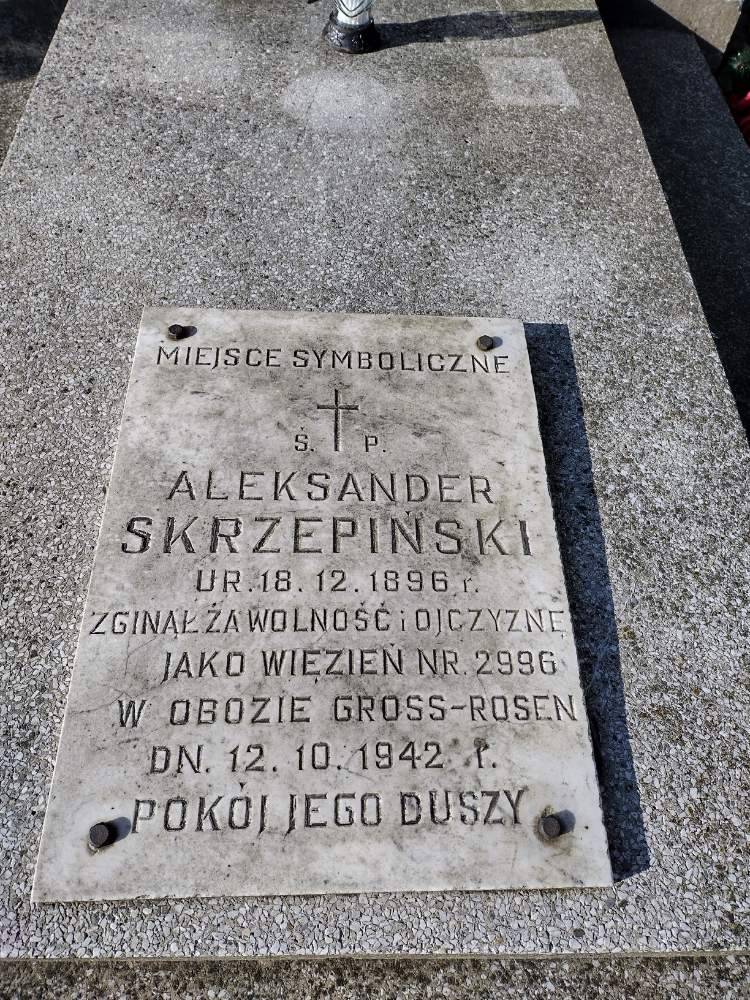 MIEJSCE SYMBOLICZNE
Ś. P.
ALEKSANDER
SKRZEPIŃSKI
UR. 18. 12. 1896 r.
ZGINĄŁ ZA WOLNOŚĆ i OJCZYZNĘ
JAKO WIĘZIEŃ NR. 2996
W OBOZIE GROSS-ROSEN
DN. 12. 10. 1942 r.
POKÓJ JEGO DUSZY